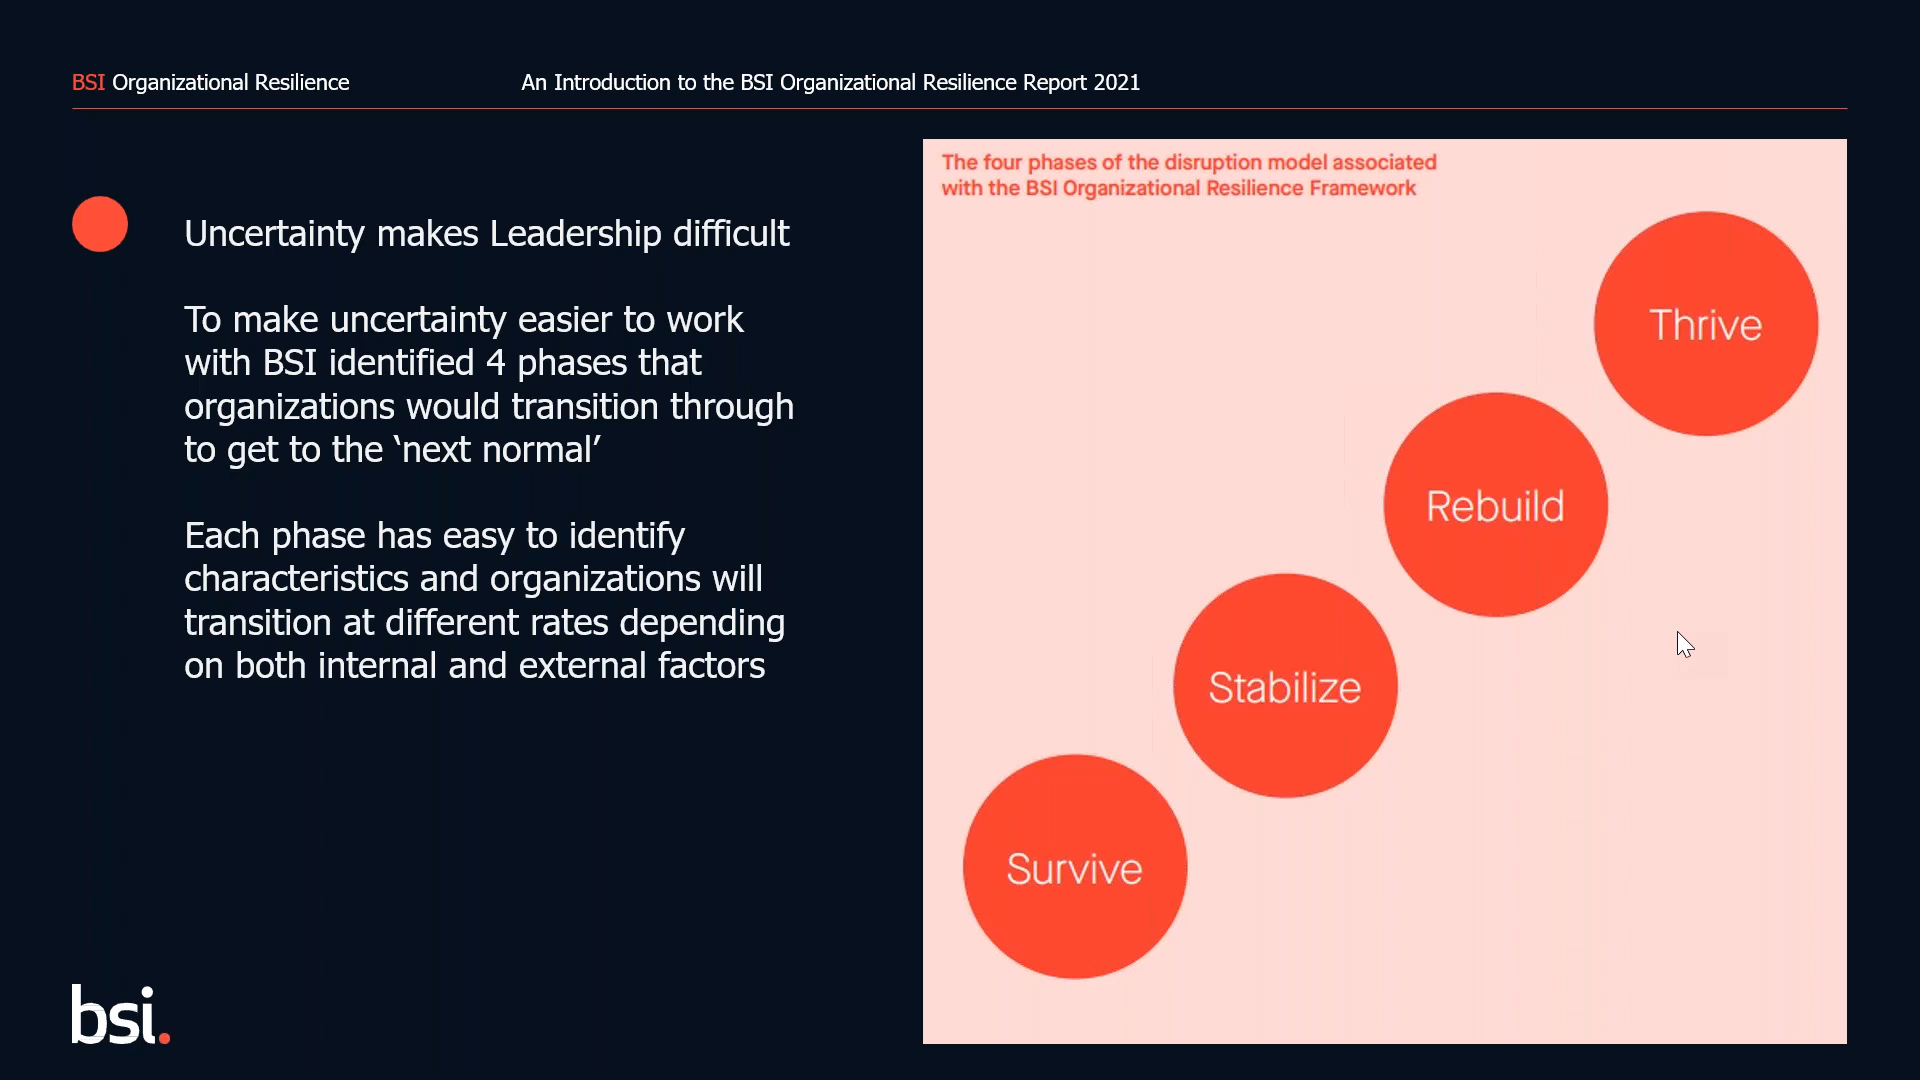 BSI Organizational Resilience
An Introduction to the BSI Organizational Resilience Report 2021
Uncertainty makes Leadership difficult
To make uncertainty easier to work
with BSI identified 4 phases that
organizations would transition through
to get to the ‘next normal’
Each phase has easy to identify
characteristics and organizations will
transition at different rates depending
on both internal and external factors
The four phases of the disruption model associated
with the BSI Organizational Resilience Framework
Thrive
Rebuild
Stabilize
Survive
bsi.